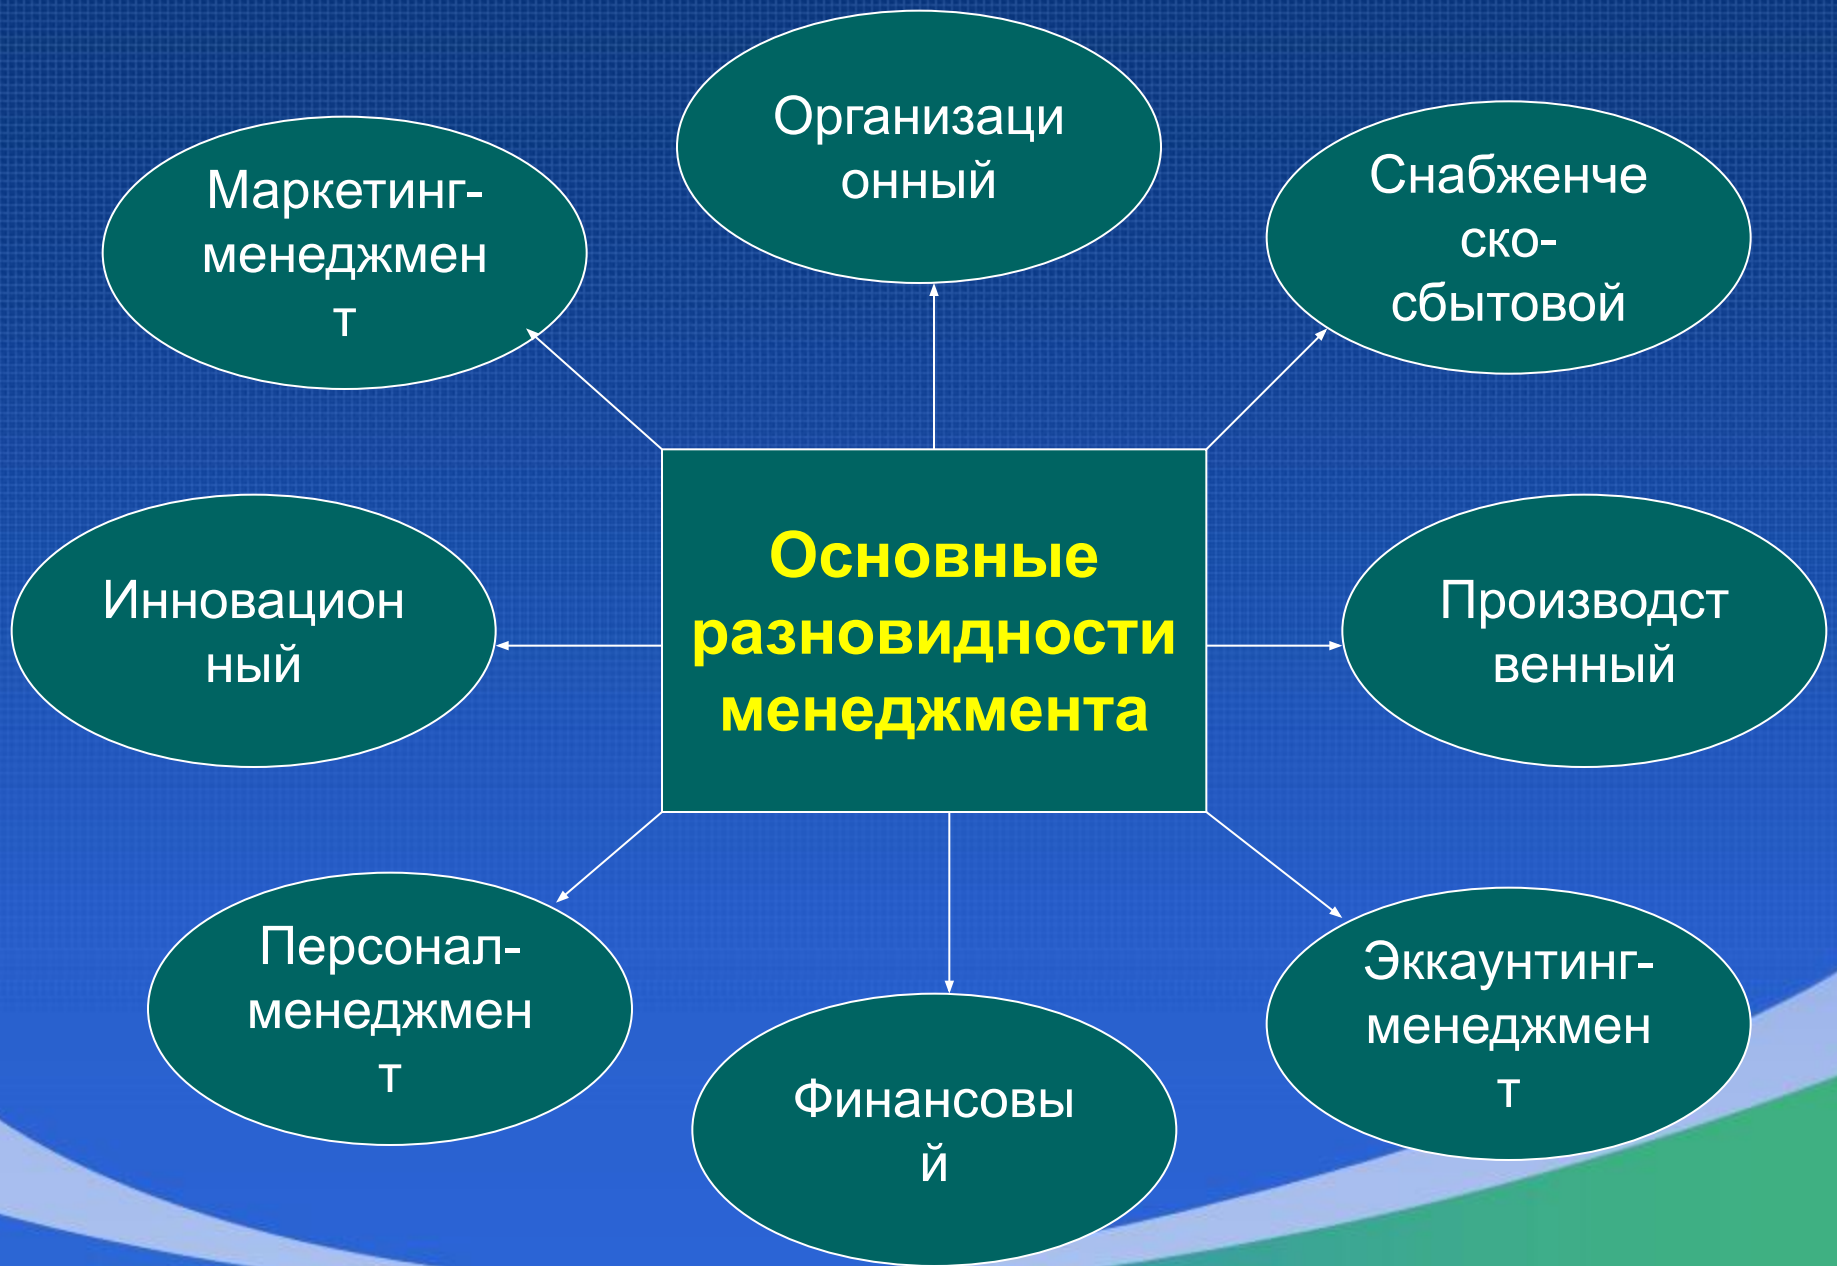 Организаци
онный
Маркетинг-
менеджмен
т
Снабженче
ско-
сбытовой
Инновацион
ный
Основные
разновидности
менеджмента
Производст
венный
Персонал-
менеджмен
т
Финансовы
й
Эккаунтинг-
менеджмен
т